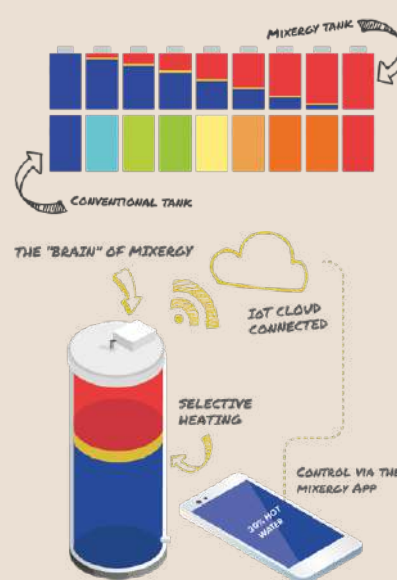 MIXERGY TANK
CONVENTIONAL TANK
THE "BRAIN" OF MIXERGY
IOT CLOUD
CONNECTED
SELECTIVE
HEATING
CONTROL VIA THE
MIXERGY APP
30% HOT
WATER